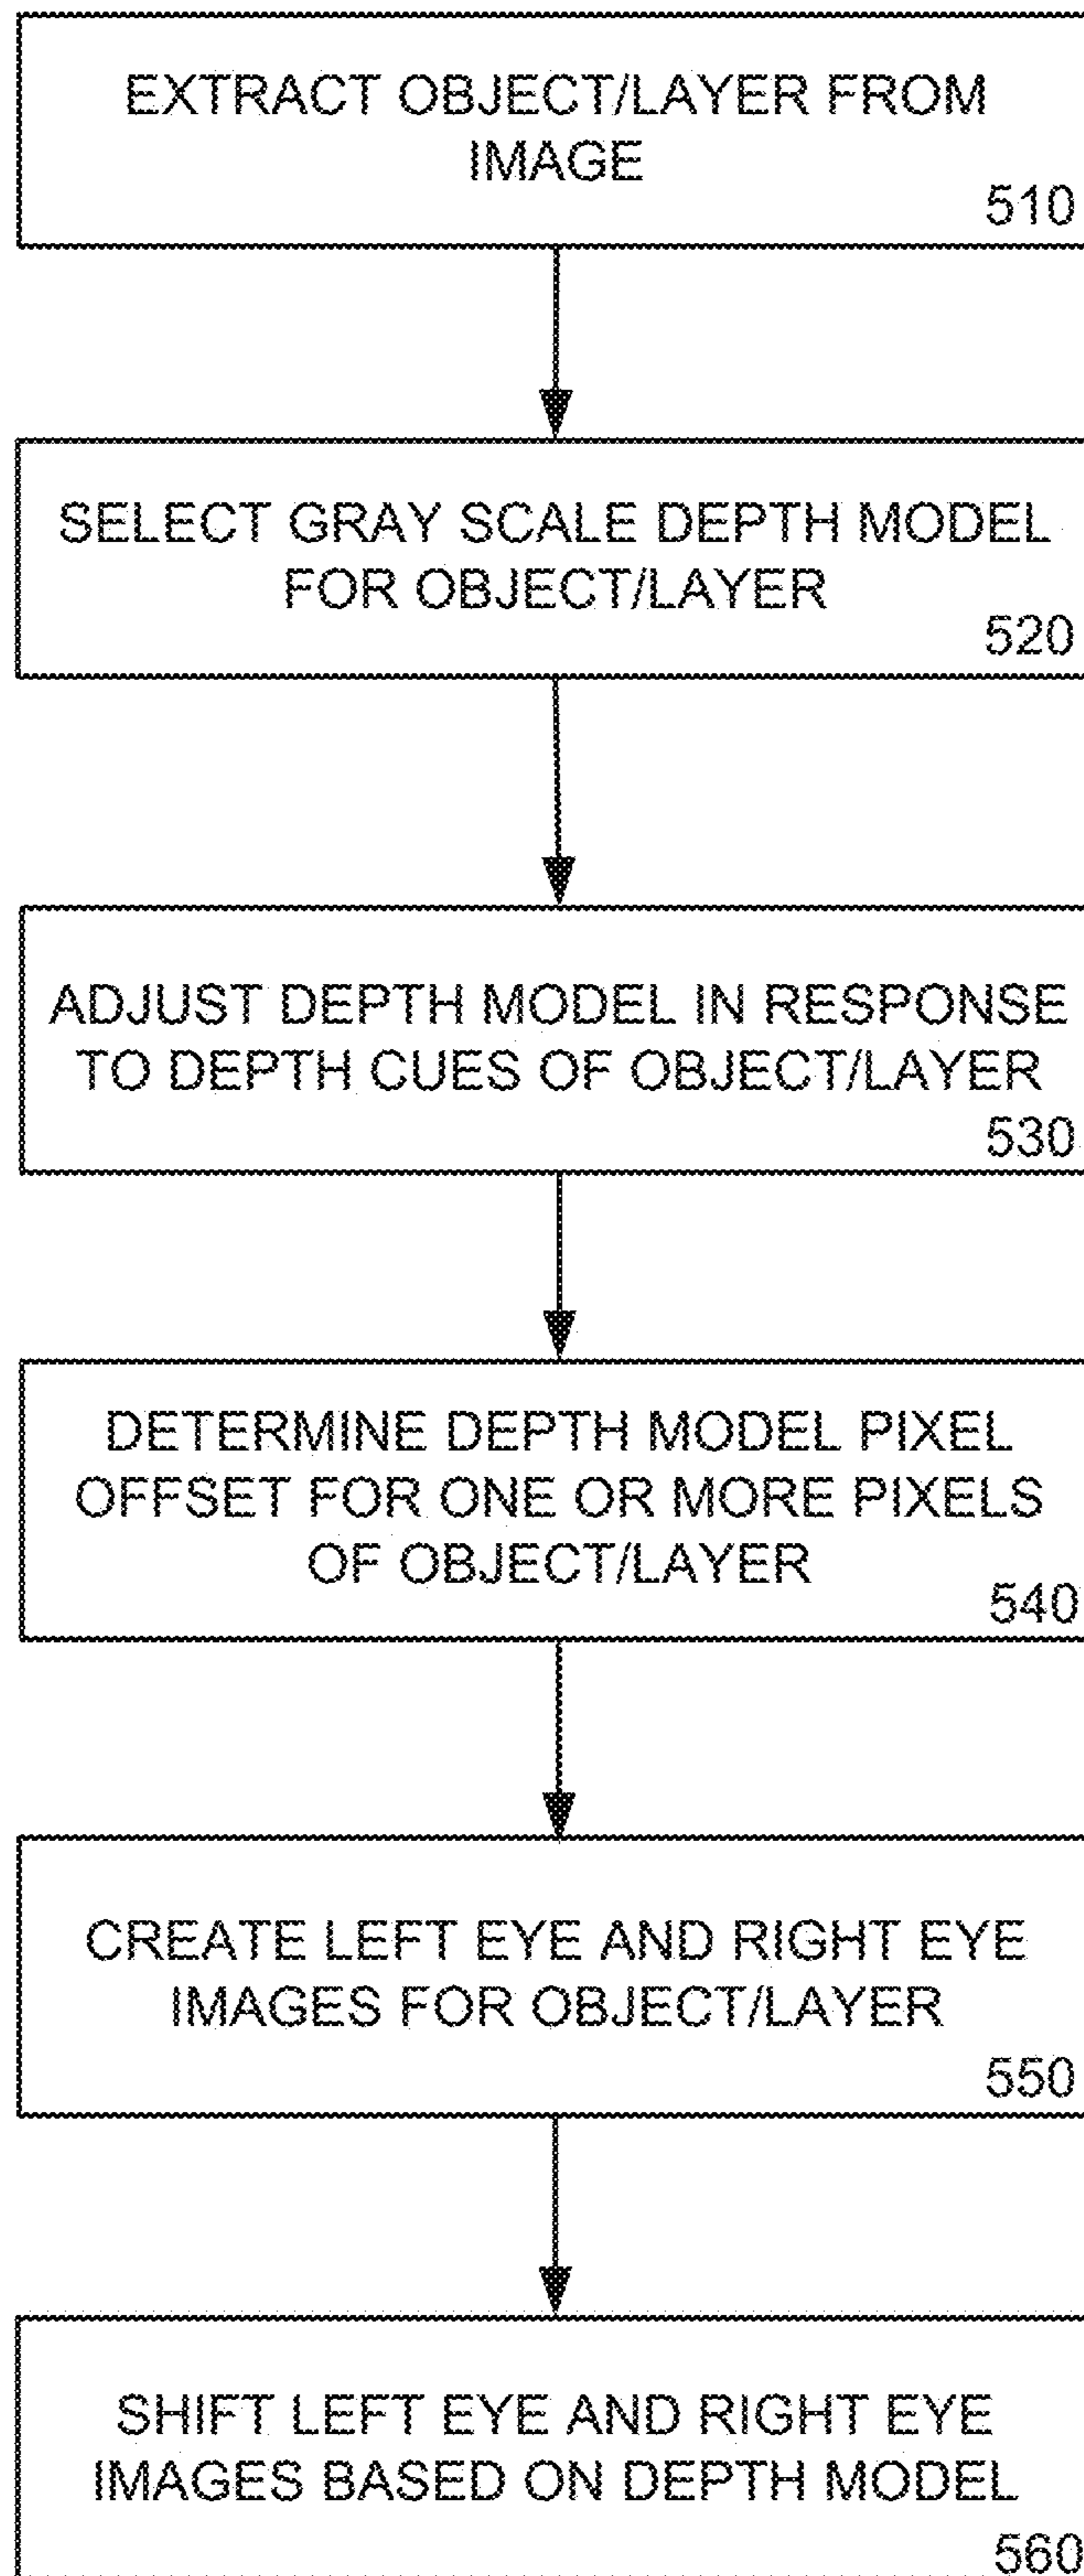 EXTRACT OBJECT/LAYER FROM
IMAGE
510
SELECT GRAY SCALE DEPTH MODEL
FOR OBJECT/LAYER
520
ADJUST DEPTH MODEL IN RESPONSE
TO DEPTH CUES OF OBJECT/LAYER
530
DETERMINE DEPTH MODEL PIXEL
OFFSET FOR ONE OR MORE PIXELS
OF OBJECT/LAYER
540
CREATE LEFT EYE AND RIGHT EYE
IMAGES FOR OBJECT/LAYER
550
SHIFT LEFT EYE AND RIGHT EYE
IMAGES BASED ON DEPTH MODEL
560